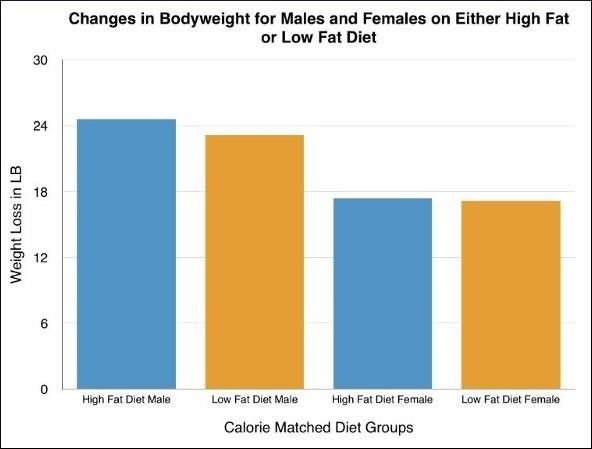 Changes in Bodyweight for Males and Females on Either High Fat
or Low Fat Diet
30
24
18
12
6
0
Weight Loss in LB
High Fat Diet Male
Low Fat Diet Male
High Fat Diet Female
Low Fat Diet Female
Calorie Matched Diet Groups